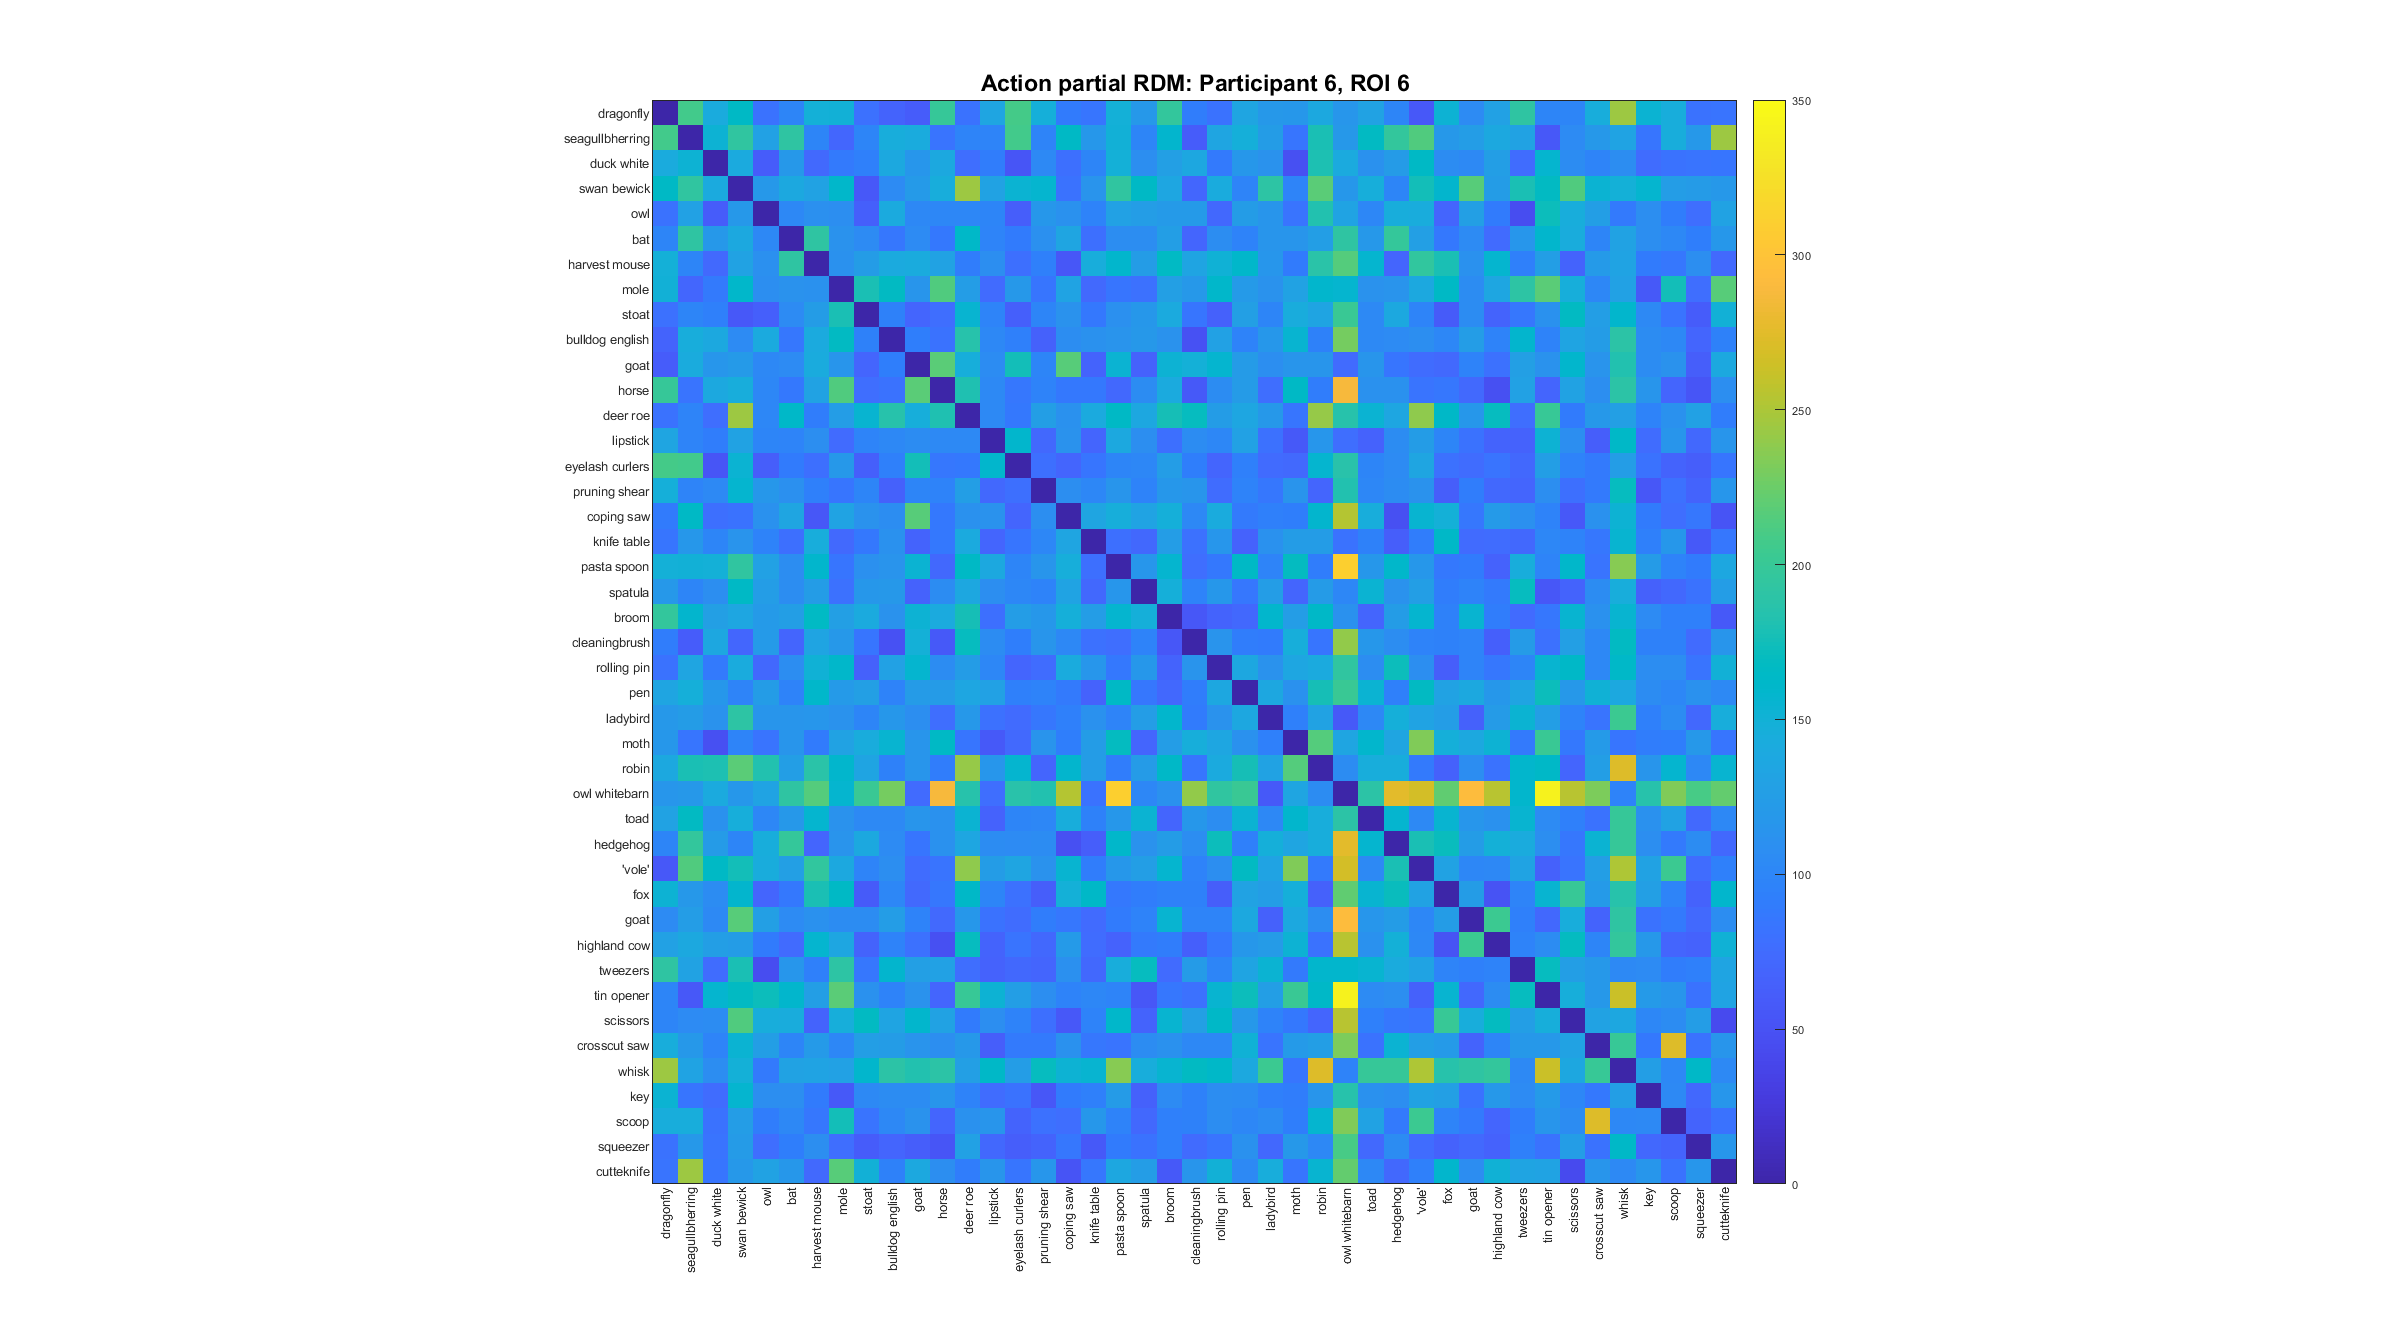 Action partial RDM: Participant 6, ROI 6
dragonfly
seagullbherring
duck white
swan bewick
owl
bat
harvest mouse
mole
stoat
bulldog english
goat
horse
deer roe
lipstick
eyelash curlers
pruning shear
coping saw
knife table
pasta spoon
spatula
broom
cleaningbrush
rolling pin
pen
ladybird
moth
robin
owl whitebarn
toad
hedgehog
'vole'
fox
goat
highland cow
tweezers
tin opener
scissors
crosscut saw
whisk
key
scoop
squeezer
cutteknife
dragonfly
seagullbherring
duck white
swan bewick
owl
bat
harvest mouse
mole
stoat
bulldog english
goat
horse
deer roe
lipstick
eyelash curlers
pruning shear
coping saw
knife table
pasta spoon
spatula
broom
cleaningbrush
rolling pin
pen
ladybird
moth
robin
owl whitebarn
toad
hedgehog
'vole'
fox
goat
highland cow
tweezers
tin opener
scissors
crosscut saw
whisk
key
scoop
squeezer
cutteknife
350
300
250
200
150
100
50
0